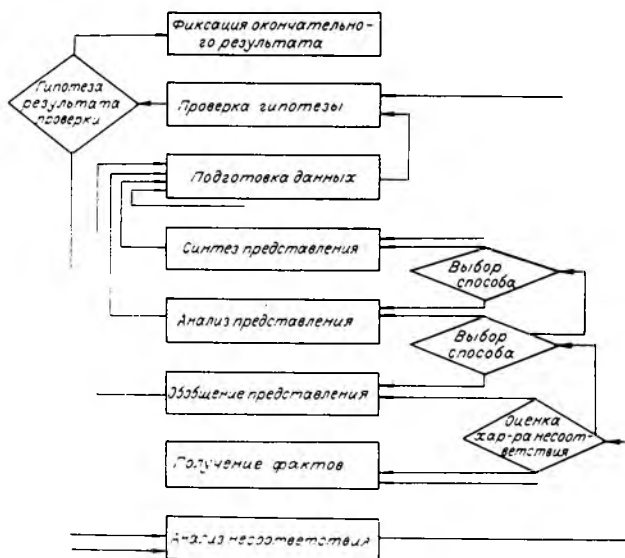 Фиксация окончательно-
го результата
Гипотеза
результата
проверки
Проверка гипотезы
Подготовка данных
Синтез представления
Выбор
способа
Анализ представления
Выбор
способа
Обобщение представления
Оценка
хар-ра несоот-
ветствия
Получение фактов
Анализ несоответствия